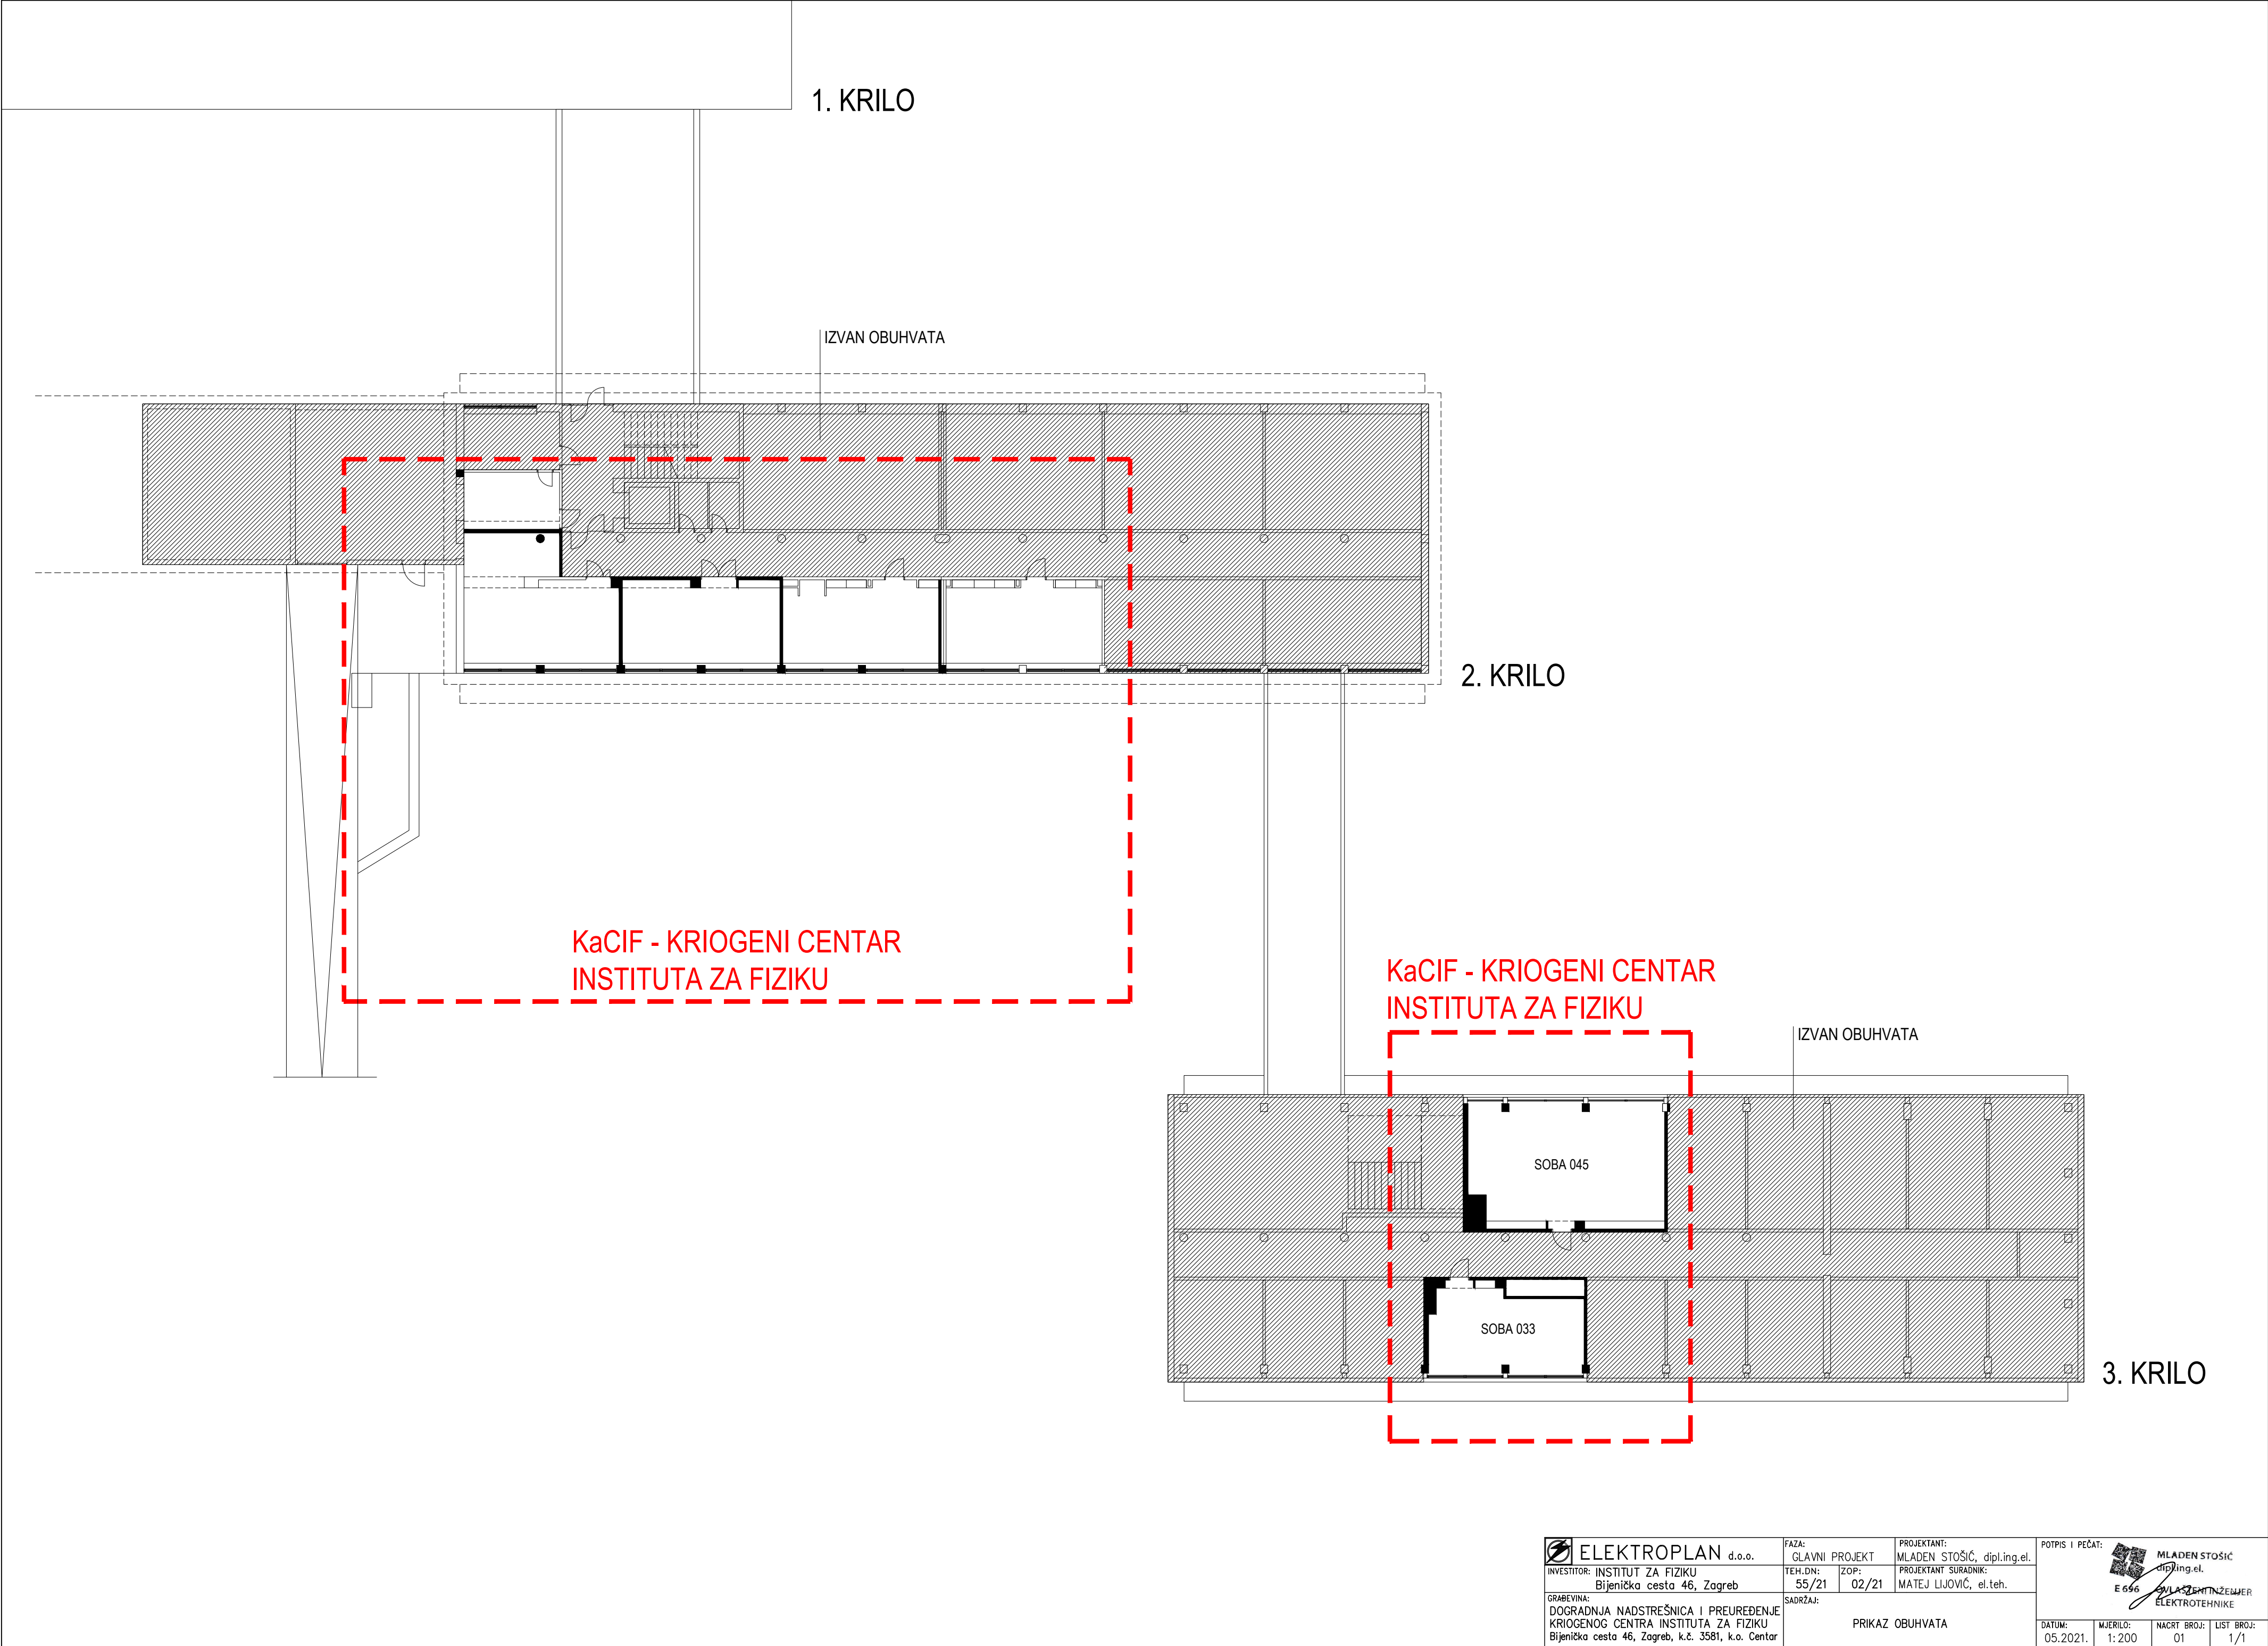 1. KRILO
IZVAN OBUHVATA
2. KRILO
KaCIF - KRIOGENI CENTAR
INSTITUTA ZA FIZIKU
KaCIF - KRIOGENI CENTAR
INSTITUTA ZA FIZIKU
IZVAN OBUHVATA
SOBA 045
SOBA 033
3. KRILO
ELEKTROPLAN d.o.o.
INVESTITOR: INSTITUT ZA FIZIKU
Bijenička cesta 46, Zagreb
GRAĐEVINA:
DOGRADNJA NADSTREŠNICA I PREUREĐENJE
KRIOGENOG CENTRA INSTITUTA ZA FIZIKU
Bijenička cesta 46, Zagreb, k.č. 3581, k.o. Centar
FAZA:
GLAVNI PROJEKT
TEH.DN:
55/21
ZOP:
02/21
PROJEKTANT:
MLADEN STOŠIĆ, dipl.ing.el.
PROJEKTANT SURADNIK:
MATEJ LIJOVIĆ, el.teh.
SADRŽAJ:
PRIKAZ OBUHVATA
POTPIS I PEČAT:
MLADEN STOŠIĆ
dipl.ing.el.
E 696
OVLAŠTENI INŽENJER
ELEKTROTEHNIKE
DATUM:
05.2021.
MJERILO:
1:200
NACRT BROJ:
01
LIST BROJ:
1/1